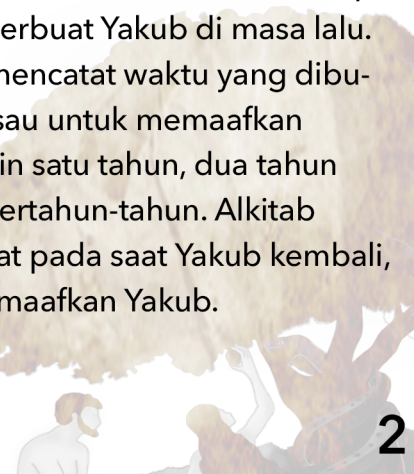 erbuat Yakub di masa lalu.
mencatat waktu yang dibu-
sau untuk memaafkan
in satu tahun, dua tahun
ertahun-tahun. Alkitab
at pada saat Yakub kembali,
maafkan Yakub.
2